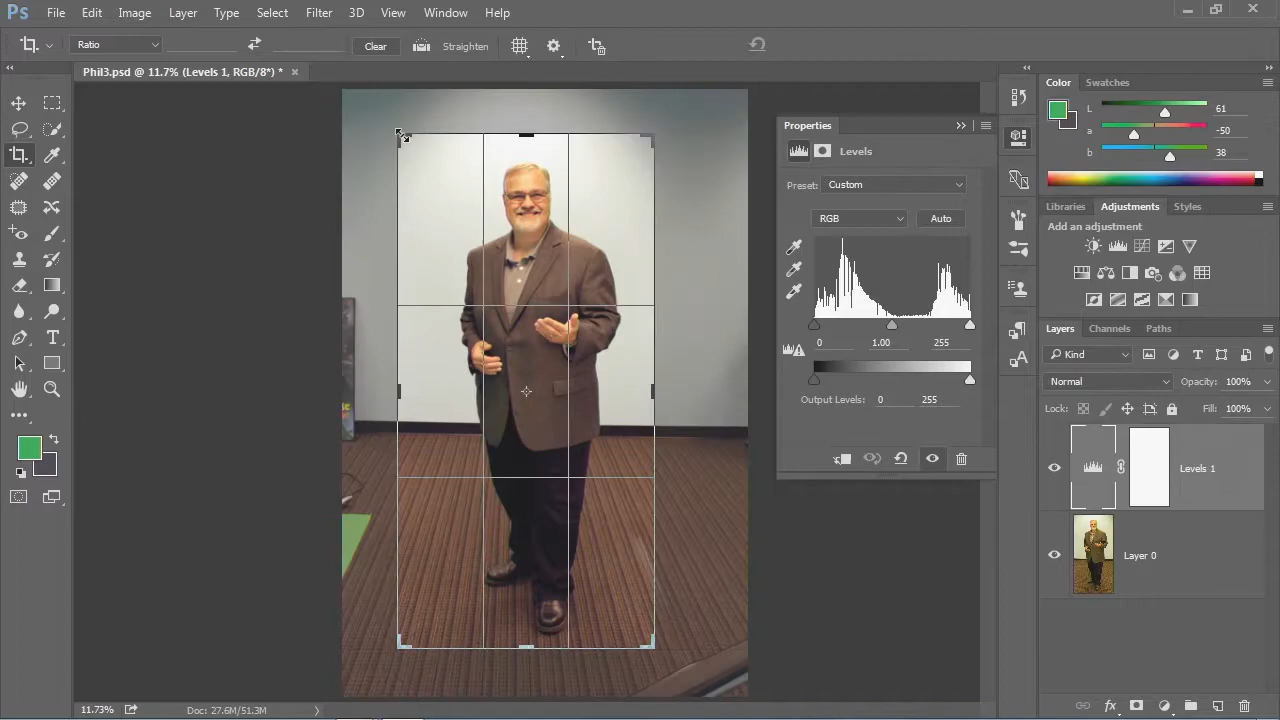 Ps File Edit Image Layer Type Select Filter 3D View Window Help
Ratio Clear Straighten
Phil3.psd @ 11.7% (Levels 1, RGB/8*) * ×
Properties
Levels
Preset: Custom
RGB Auto
0 1.00 255
Output Levels: 0 255
Color Swatches
L 61
a -50
b 38
Libraries Adjustments Styles
Add an adjustment
Layers Channels Paths
Kind
Normal Opacity: 100%
Lock: Fill: 100%
Levels 1
Layer 0
fx
11.73% Doc: 27.6M/51.3M